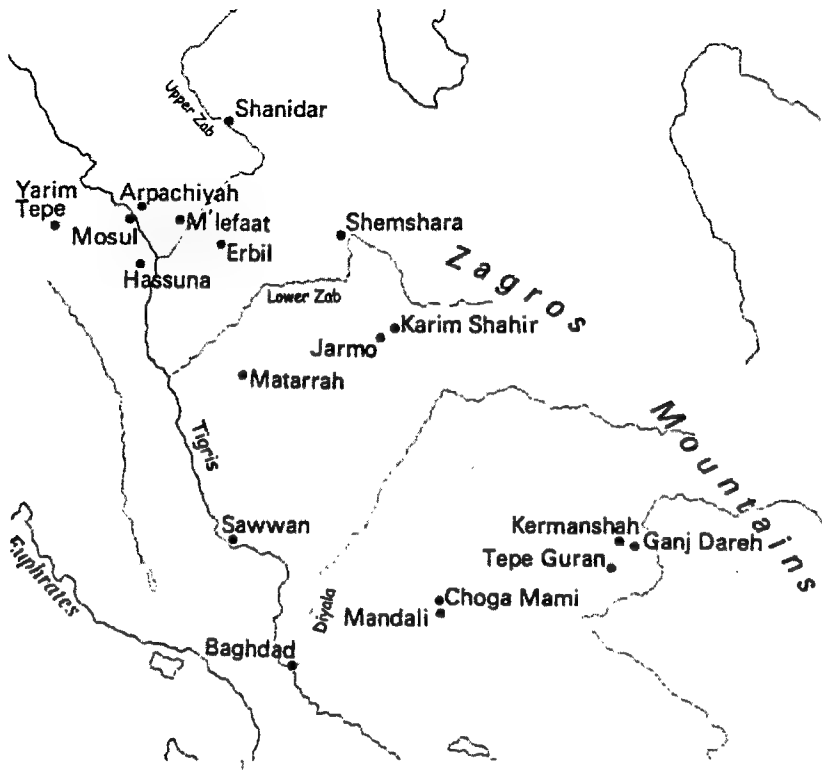 Upper Zab
Shanidar
Yarim
Tepe
Arpachiyah
M'lefaat
Mosul
Erbil
Hassuna
Shemshara
Zagros
Lower Zab
Karim Shahir
Jarmo
Matarrah
Mountains
Tigris
Sawwan
Kermanshah
Ganj Dareh
Tepe Guran
Euphrates
Diyala
Choga Mami
Mandali
Baghdad